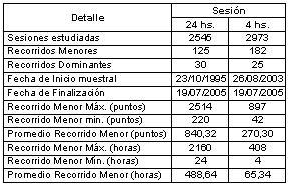 Detalle Sesión
24 hs. 4 hs.
Sesiones estudiadas 2545 2973
Recorridos Menores 125 182
Recorridos Dominantes 30 25
Fecha de Inicio muestral 23/10/1995 26/08/2003
Fecha de Finalización 19/07/2005 19/07/2005
Recorrido Menor Máx. (puntos) 2514 897
Recorrido Menor min. (puntos) 220 42
Promedio Recorrido Menor (puntos) 840,32 270,30
Recorrido Menor Máx. (horas) 2160 408
Recorrido Menor Mín. (horas) 24 4
Promedio Recorrido Menor (horas) 488,64 65,34